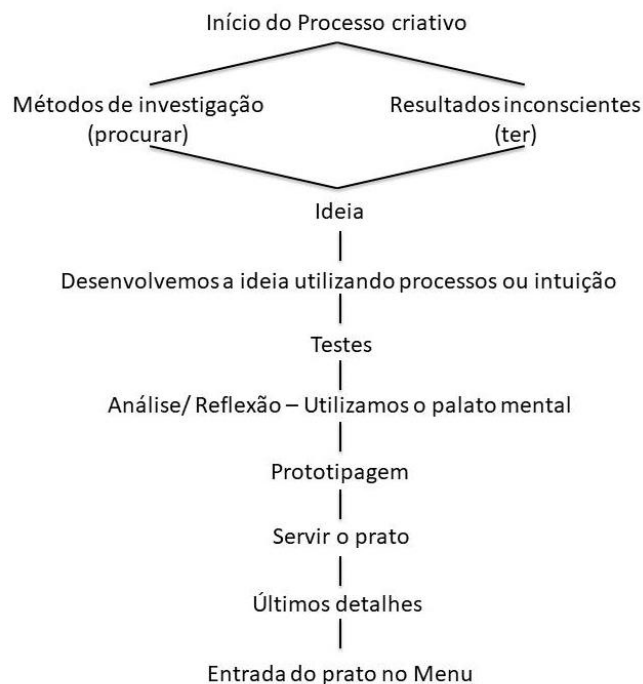 Início do Processo criativo
Métodos de investigação
(procurar)
Resultados inconscientes
(ter)
Ideia
Desenvolvemos a ideia utilizando processos ou intuição
Testes
Análise/ Reflexão – Utilizamos o palato mental
Prototipagem
Servir o prato
Últimos detalhes
Entrada do prato no Menu